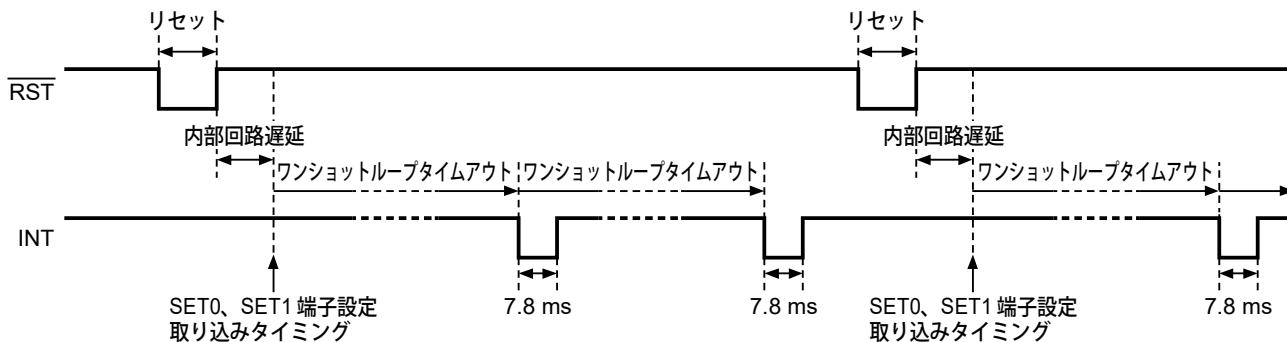 リセット
リセット
RST
内部回路遅延
内部回路遅延
ワンショットループタイムアウト
ワンショットループタイムアウト
ワンショットループタイムアウト
INT
SET0、SET1 端子設定
取り込みタイミング
7.8 ms
7.8 ms
SET0、SET1 端子設定
取り込みタイミング
7.8 ms